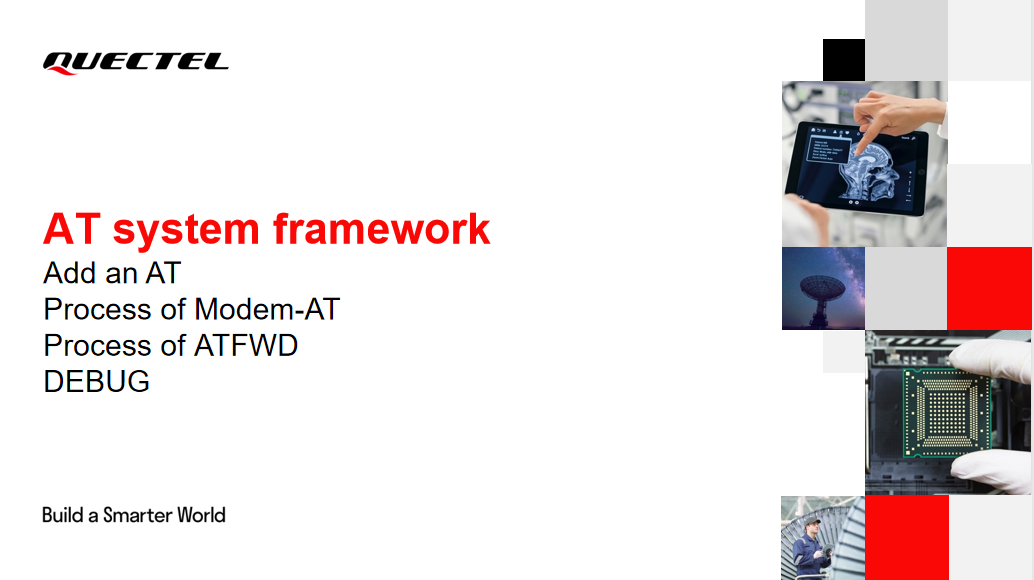 QUECTEL
AT system framework
Add an AT
Process of Modem-AT
Process of ATFWD
DEBUG
Build a Smarter World